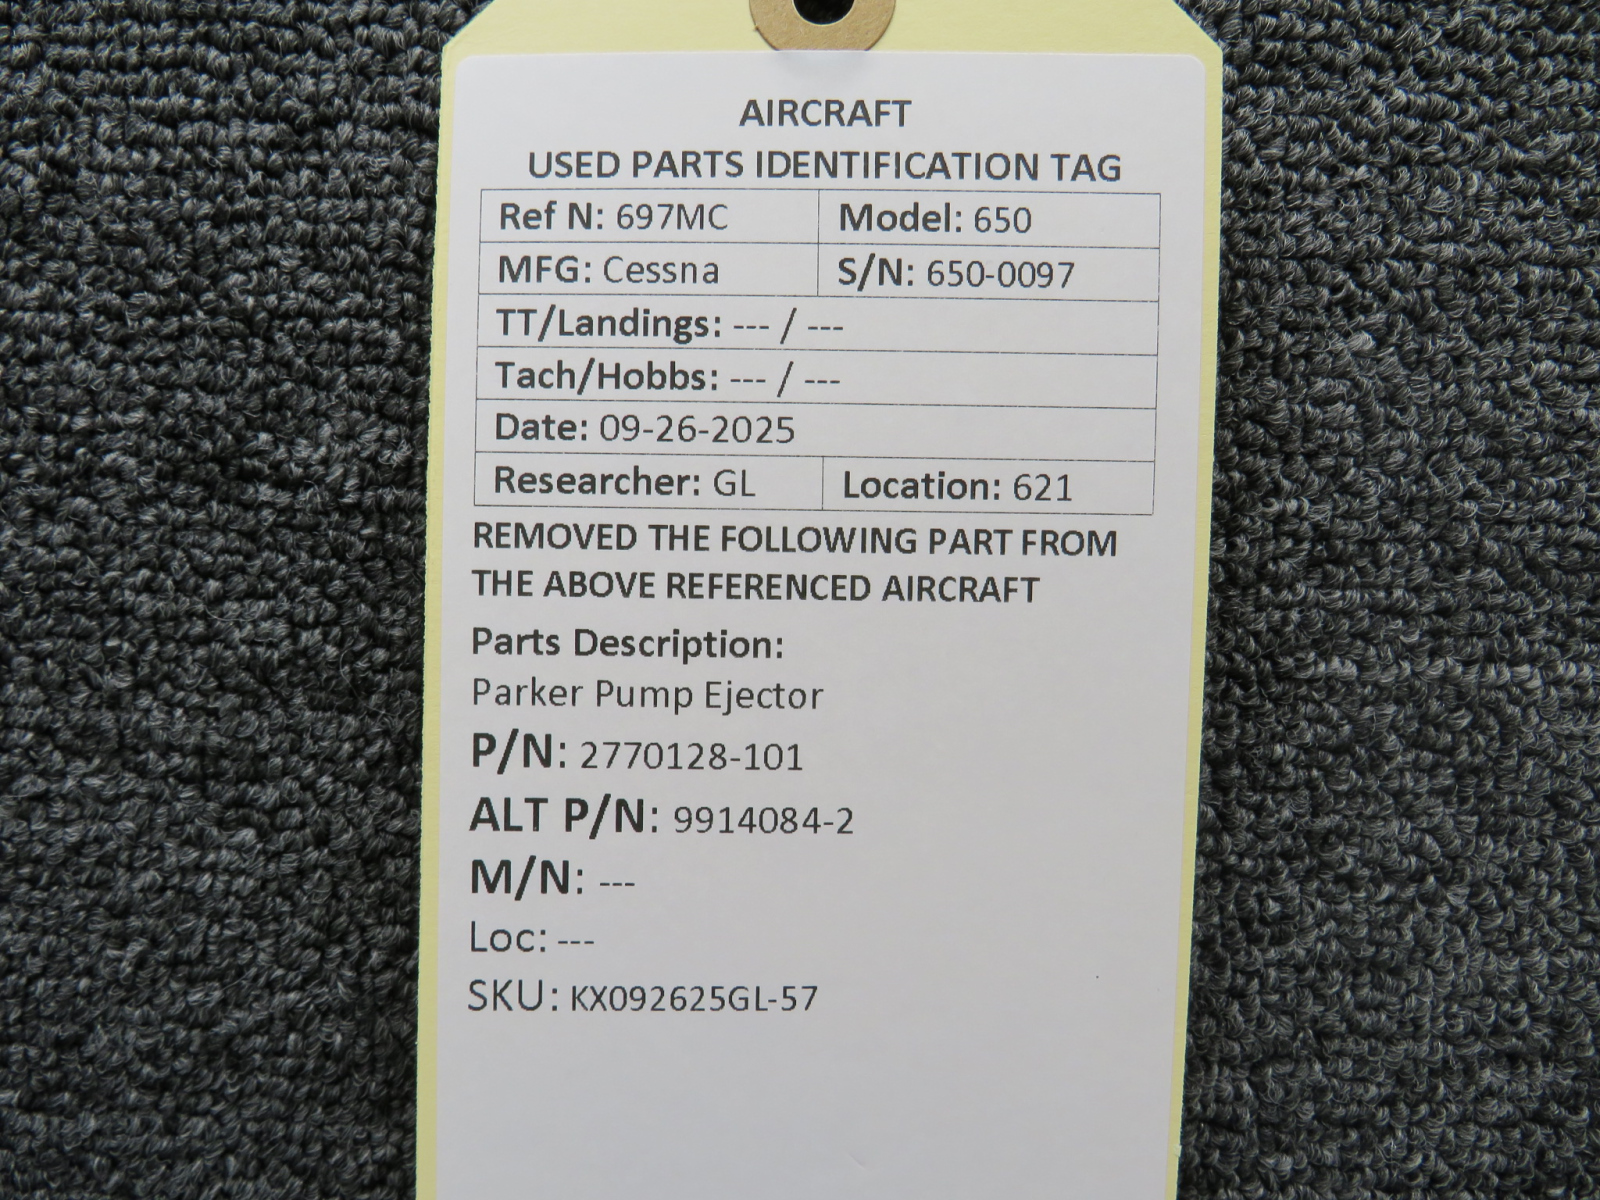 AIRCRAFT
USED PARTS IDENTIFICATION TAG
Ref N: 697MC Model: 650
MFG: Cessna S/N: 650-0097
TT/Landings: --- / ---
Tach/Hobbs: --- / ---
Date: 09-26-2025
Researcher: GL Location: 621
REMOVED THE FOLLOWING PART FROM
THE ABOVE REFERENCED AIRCRAFT
Parts Description:
Parker Pump Ejector
P/N: 2770128-101
ALT P/N: 9914084-2
M/N: ---
Loc: ---
SKU: KX092625GL-57